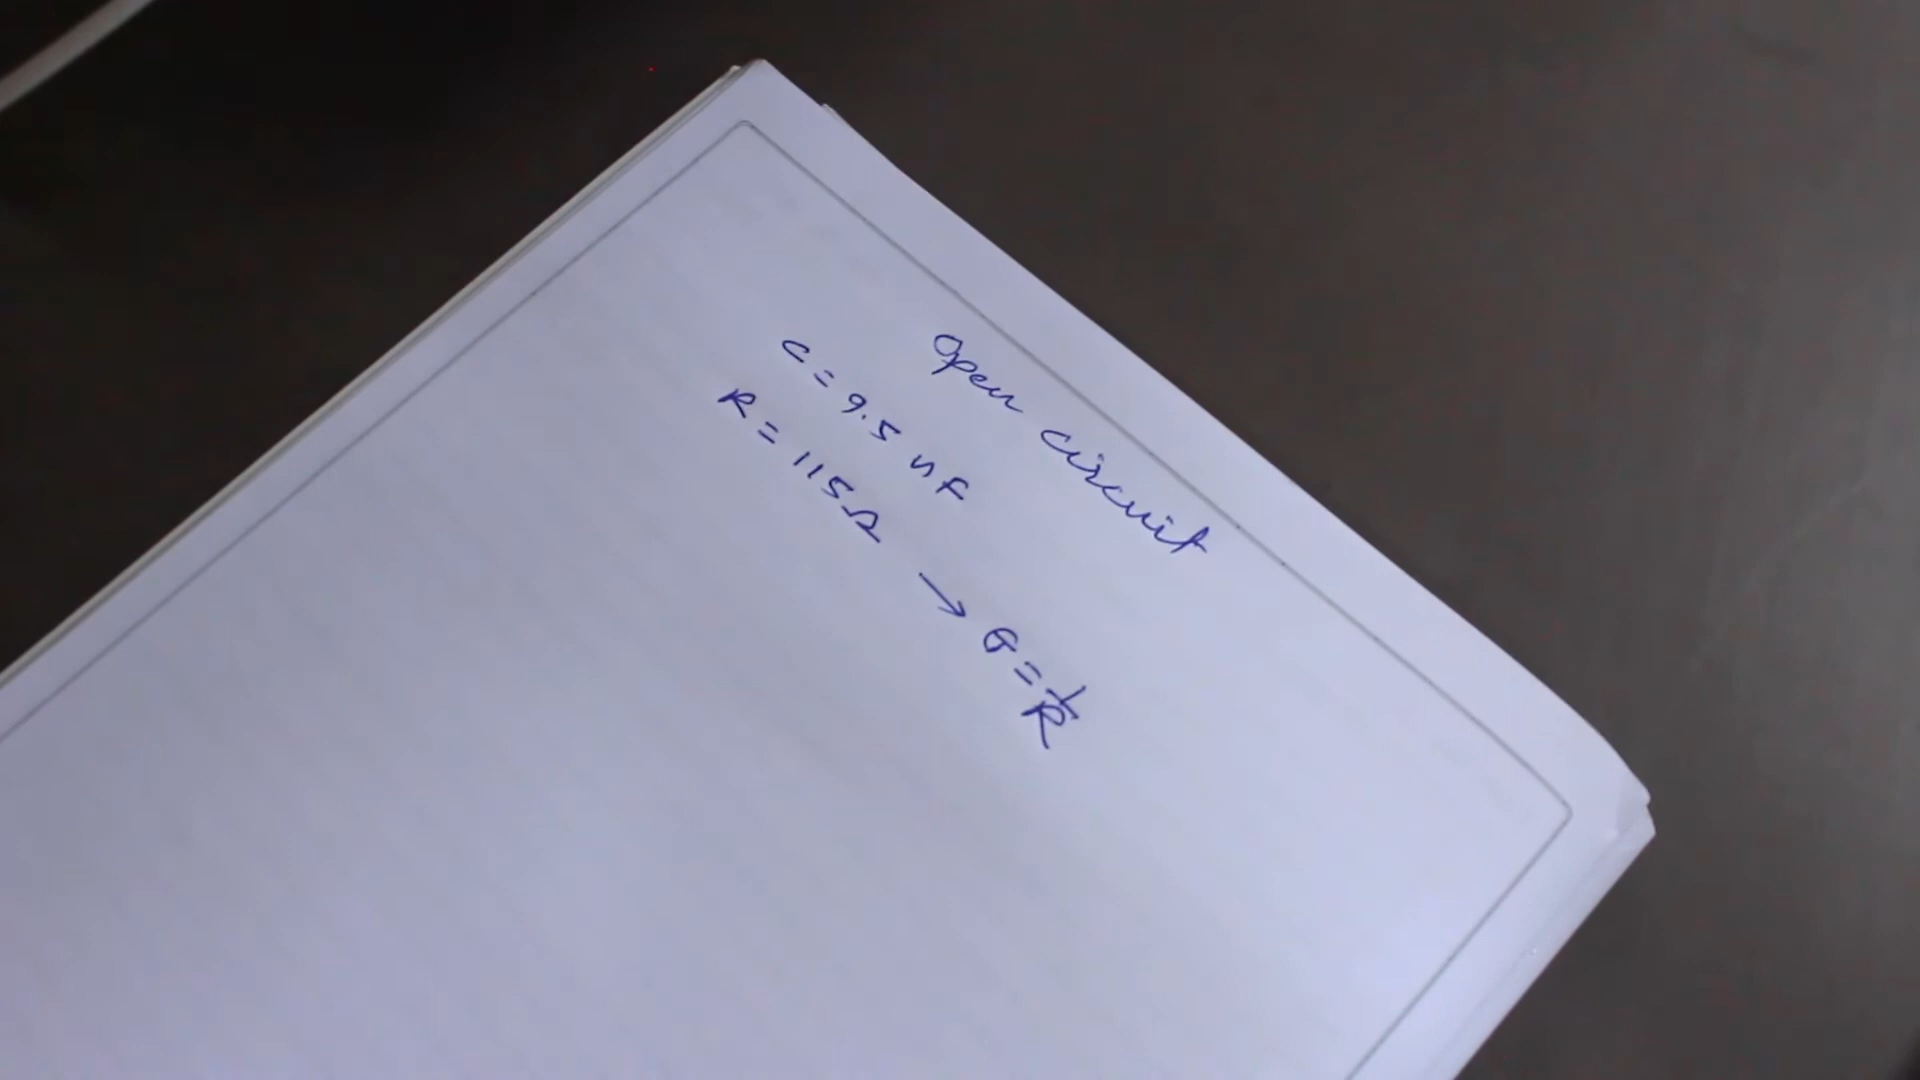 Open Circuit
C = 9.5 nF
R = 115Ω → G = 1/R